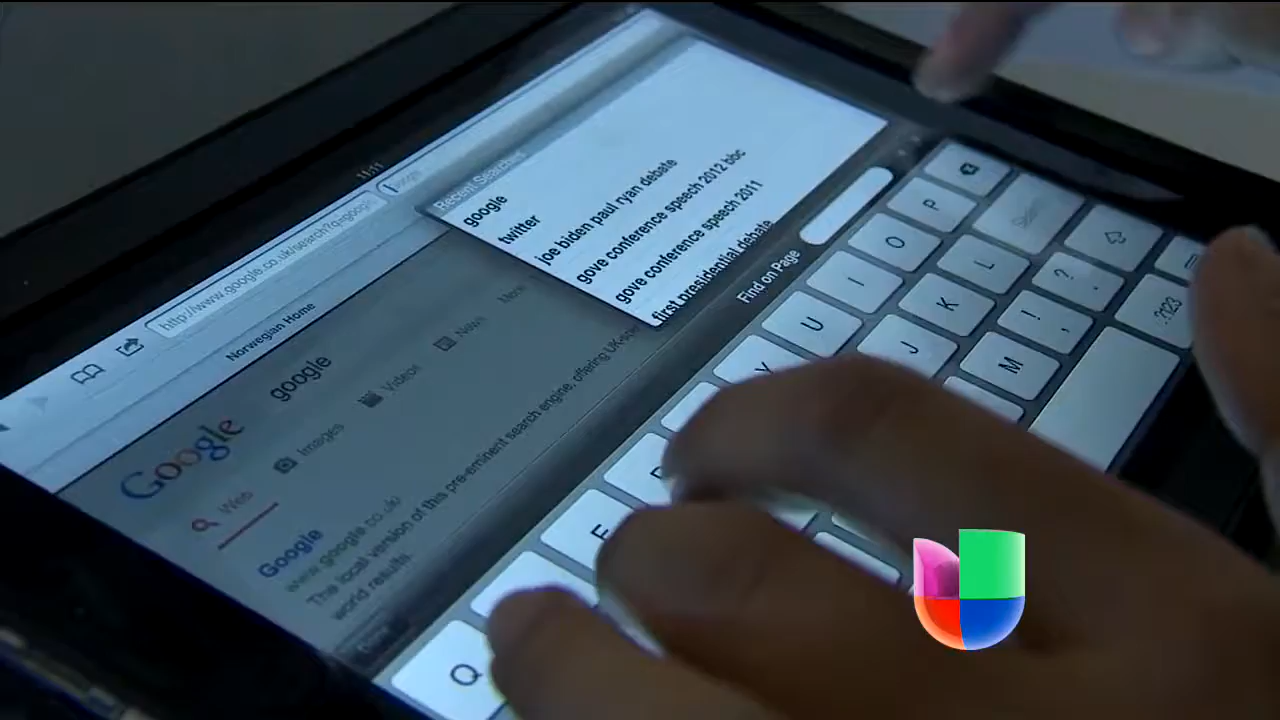 11:11
http://www.google.co.uk/search?q=googl
google
Norwegian Home
Recent Searches
google
twitter
joe biden paul ryan debate
gove conference speech 2012 bbc
gove conference speech 2011
first presidential debate
Find on Page
Google
google
Web
Images
Videos
News
More
Google
www.google.co.uk/
The local version of this pre-eminent search engine, offering UK-
world results.
P
O
I
U
Y
E
Q
L
K
J
M
?
.
!
,
.?123